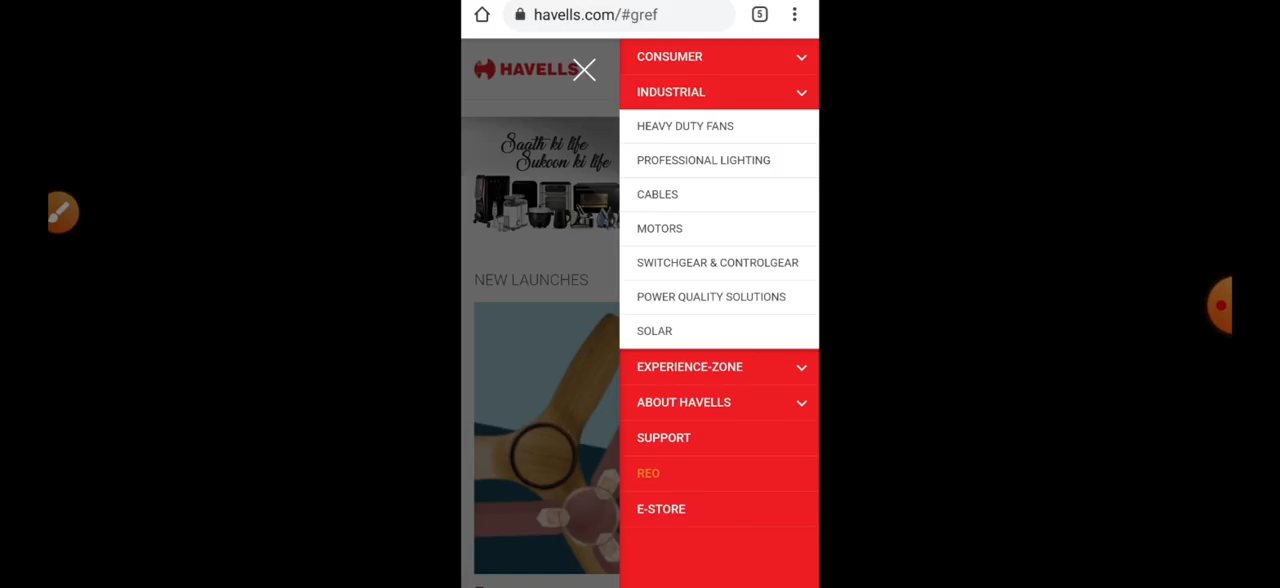 havells.com/#gref
5
HAVELLS
CONSUMER
INDUSTRIAL
HEAVY DUTY FANS
PROFESSIONAL LIGHTING
CABLES
MOTORS
SWITCHGEAR & CONTROLGEAR
POWER QUALITY SOLUTIONS
SOLAR
EXPERIENCE-ZONE
ABOUT HAVELLS
SUPPORT
REO
E-STORE
Saath ki life
Sukoon ki life
NEW LAUNCHES